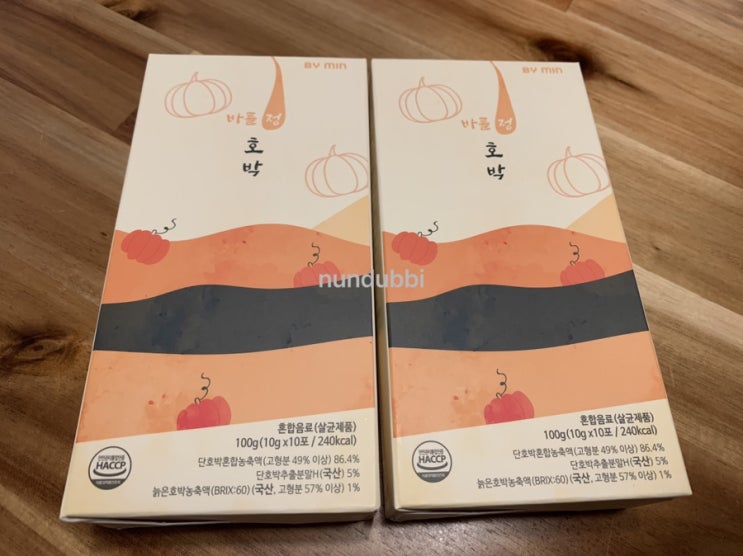 BY MIN
바를
정
호
박
혼합음료(살균제품)
100g(10g x10포 / 240kcal)
단호박혼합농축액(고형분 49% 이상) 86.4%
단호박추출분말H(국산) 5%
늙은호박농축액(BRIX:60) (국산, 고형분 57% 이상) 1%
HACCP
BY MIN
바를
정
호
박
혼합음료(살균제품)
100g(10g x10포 / 240kcal)
단호박혼합농축액(고형분 49% 이상) 86.4%
단호박추출분말H(국산) 5%
늙은호박농축액(BRIX:60) (국산, 고형분 57% 이상) 1%
HACCP
nundubbi